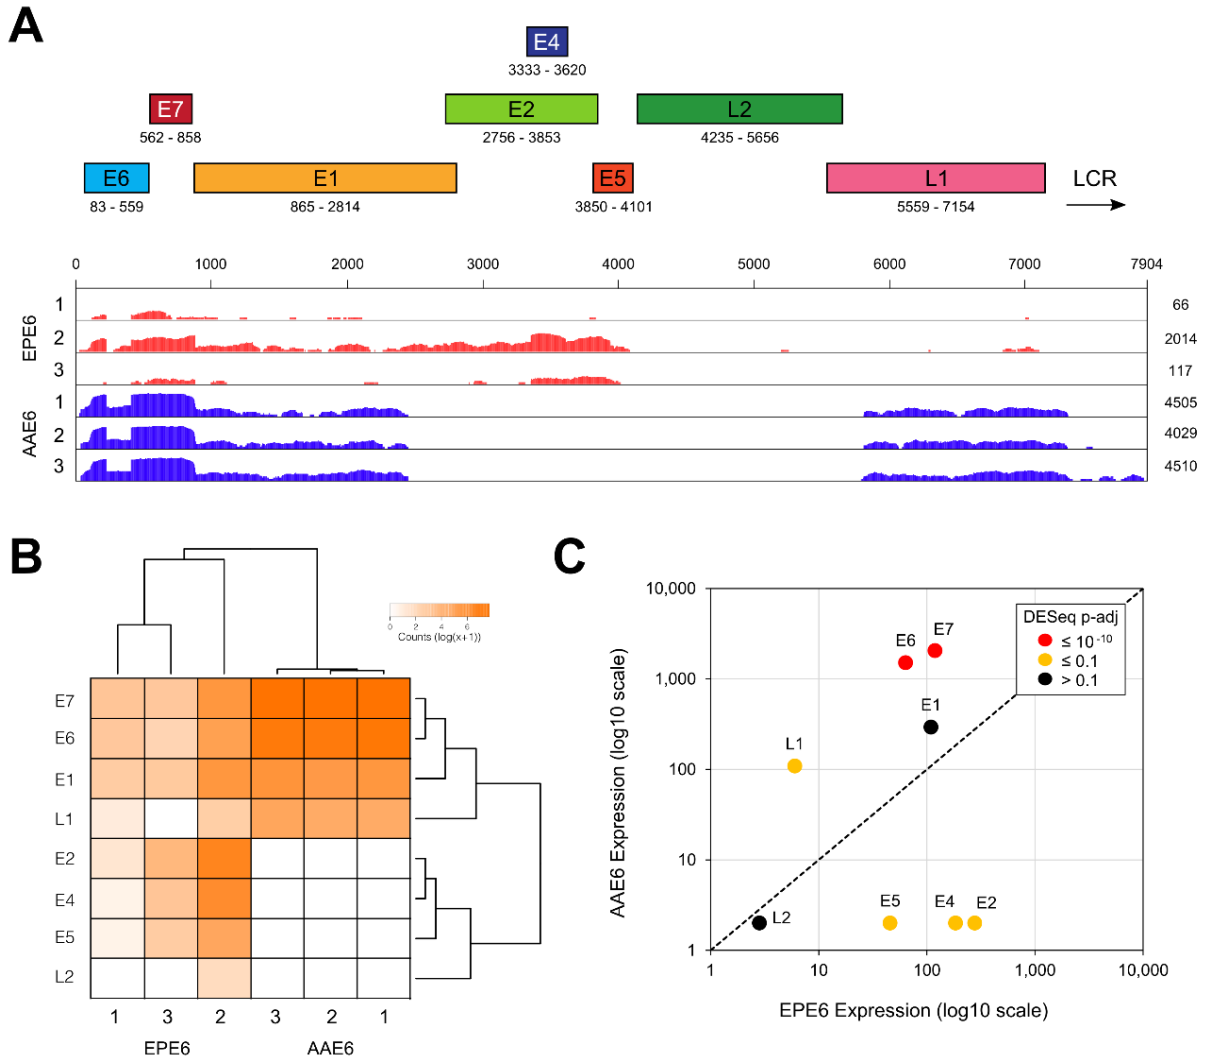 A
E4
3333 - 3620
E7
E2
L2
562 - 858
2756 - 3853
4235 - 5656
E6
E1
E5
L1
LCR
83 - 559
865 - 2814
3850 - 4101
5559 - 7154
0 1000 2000 3000 4000 5000 6000 7000 7904
EPE6
1 66
2 2014
3 117
AAE6
1 4505
2 4029
3 4510
B
0 2 4 6
Counts (log(x+1))
E7
E6
E1
L1
E2
E4
E5
L2
1 3 2 3 2 1
EPE6 AAE6
C
AAE6 Expression (log10 scale)
10,000
1,000
100
10
1
DESeq p-adj
≤ 10-10
≤ 0.1
> 0.1
E6
E7
E1
L1
E5
E4
E2
L2
1 10 100 1,000 10,000
EPE6 Expression (log10 scale)